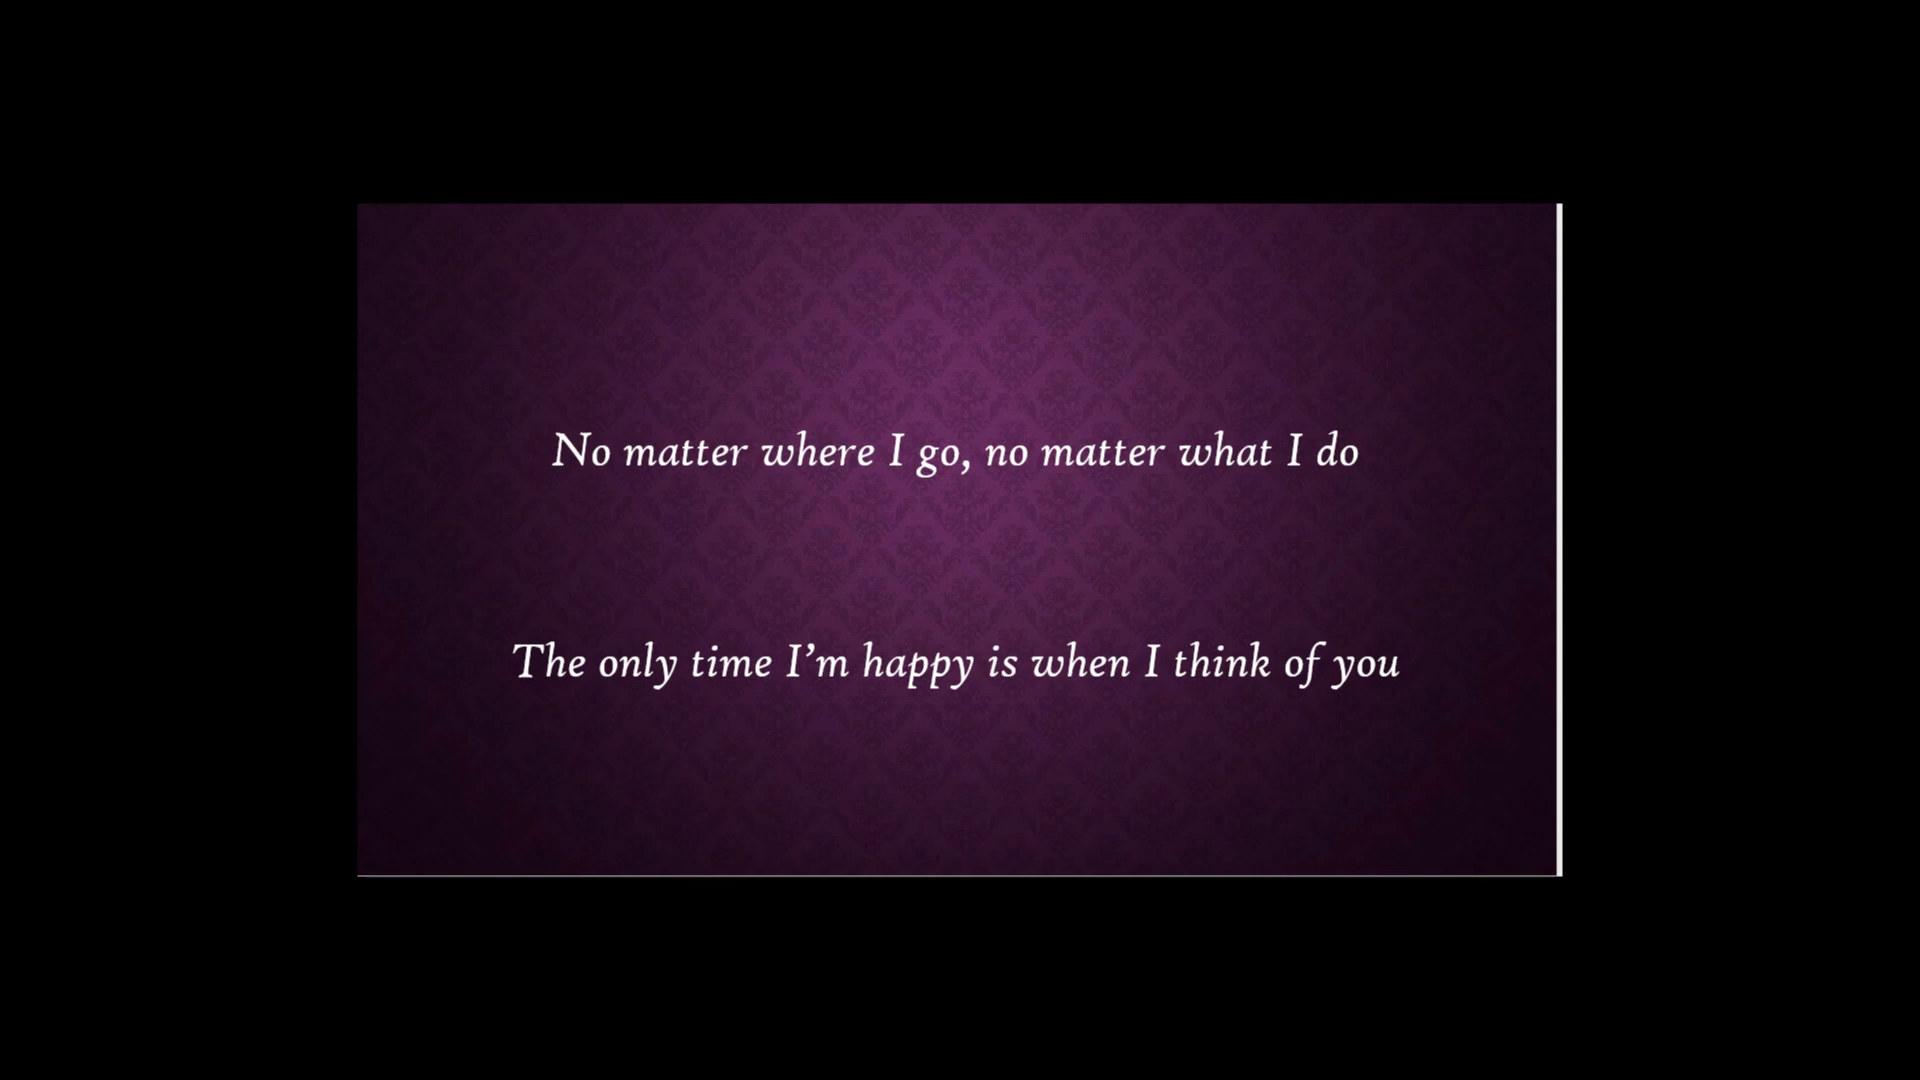 No matter where I go, no matter what I do
The only time I’m happy is when I think of you